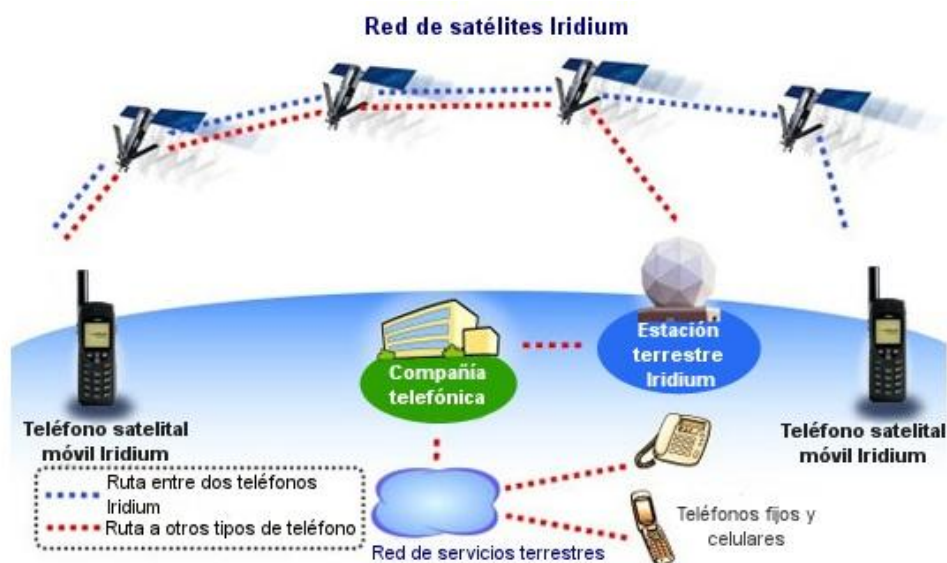 Red de satélites Iridium
Estación
terrestre
Iridium
Compañía
telefónica
Teléfono satelital
móvil Iridium
Teléfono satelital
móvil Iridium
Ruta entre dos teléfonos
Iridium
Ruta a otros tipos de teléfono
Teléfonos fijos y
celulares
Red de servicios terrestres